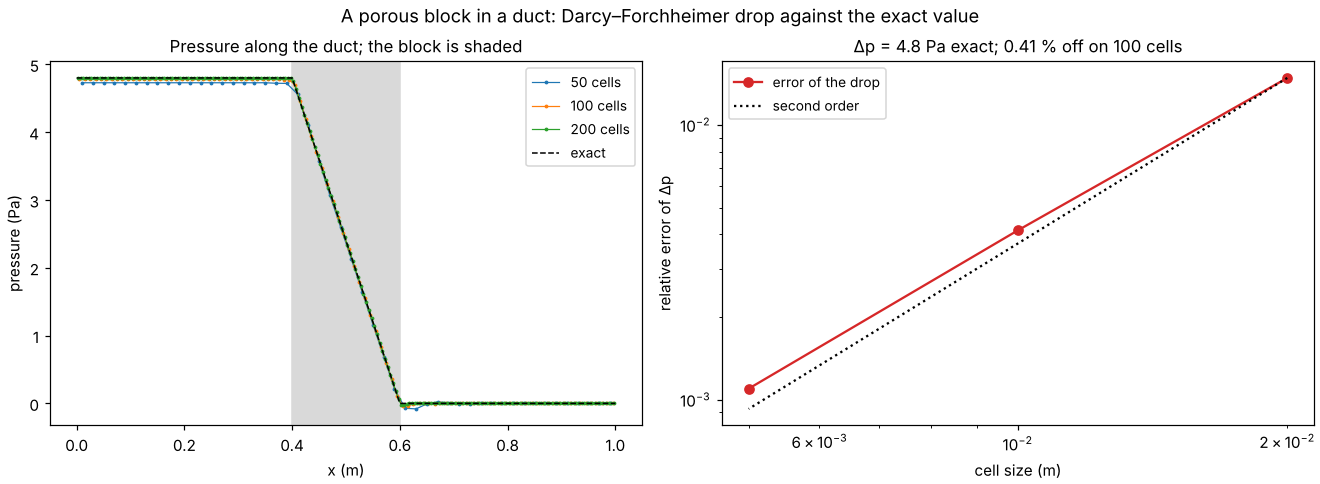 A porous block in a duct: Darcy–Forchheimer drop against the exact value
Pressure along the duct; the block is shaded
5
4
3
2
1
0
pressure (Pa)
0.0
0.2
0.4
0.6
0.8
1.0
x (m)
50 cells
100 cells
200 cells
exact
Δp = 4.8 Pa exact; 0.41 % off on 100 cells
error of the drop
second order
10⁻²
10⁻³
relative error of Δp
6 × 10⁻³
10⁻²
2 × 10⁻²
cell size (m)